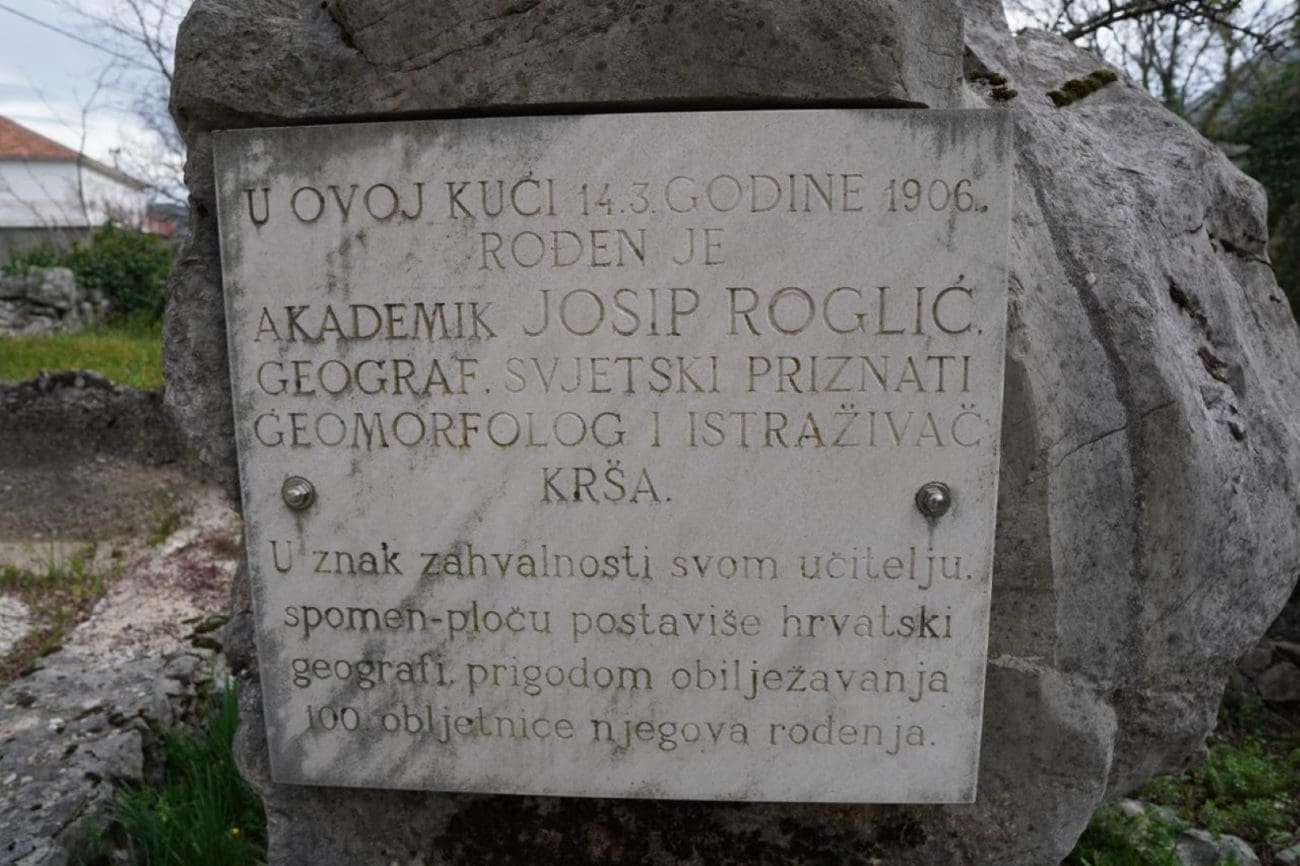 U OVOJ KUĆI 14.3. GODINE 1906.
ROĐEN JE
AKADEMIK JOSIP ROGLIĆ,
GEOGRAF, SVJETSKI PRIZNATI
GEOMORFOLOG I ISTRAŽIVAČ
KRŠA.
U znak zahvalnosti svom učitelju,
spomen-ploču postaviše hrvatski
geografi, prigodom obilježavanja
100 obljetnice njegova rođenja.